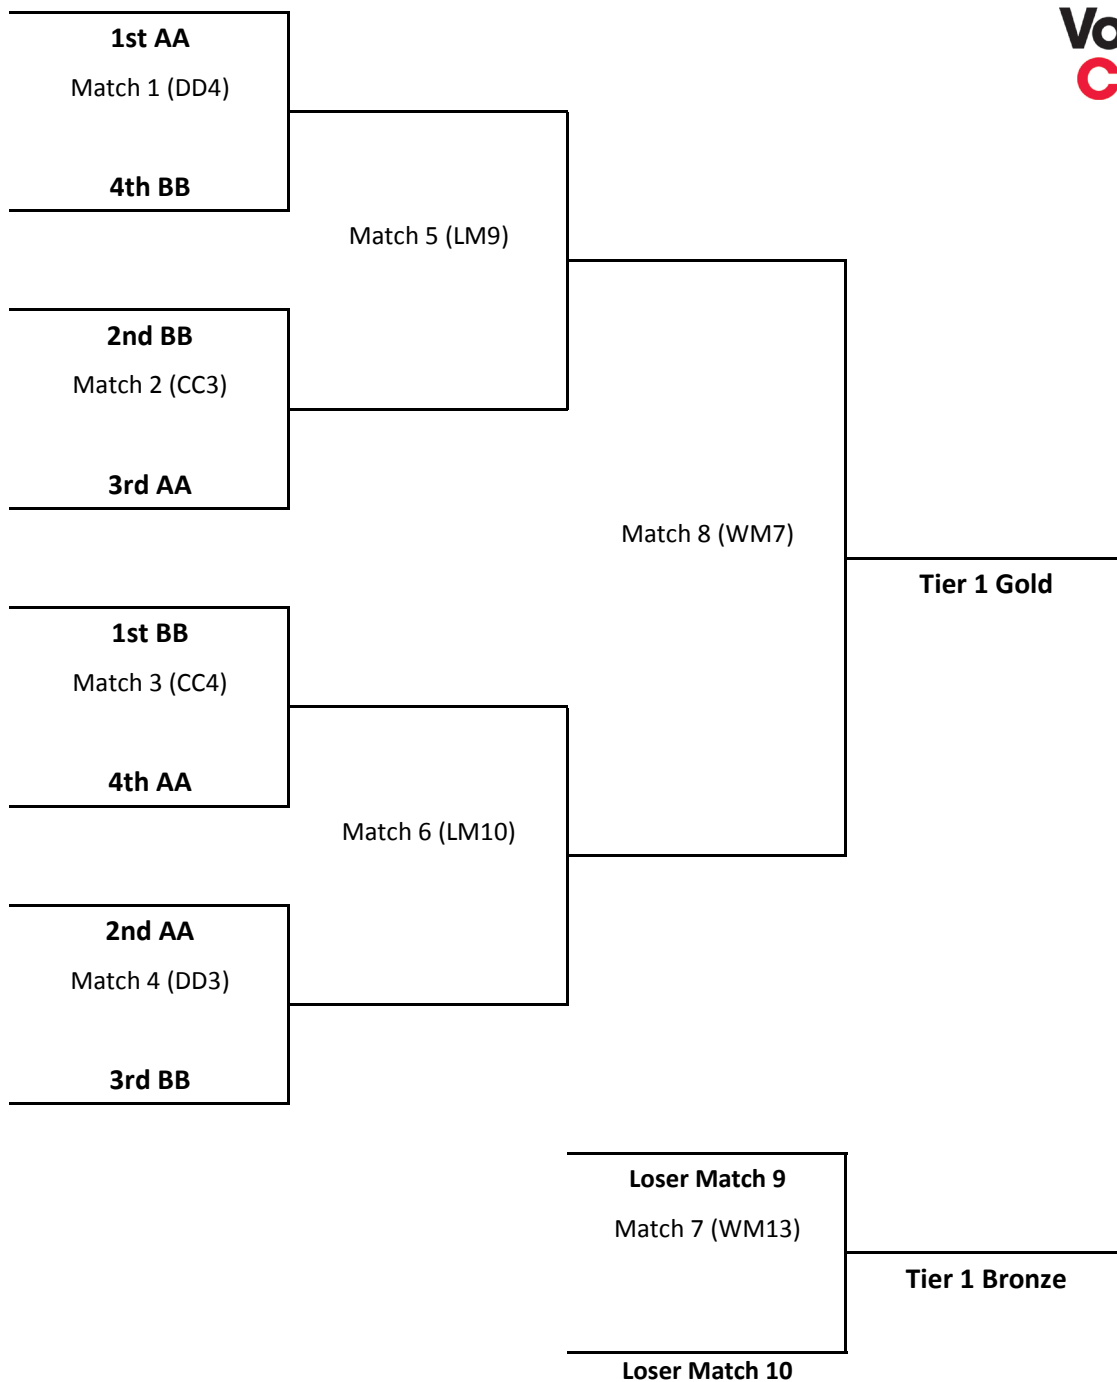 Vo
C
1st AA
Match 1 (DD4)
4th BB
Match 5 (LM9)
2nd BB
Match 2 (CC3)
3rd AA
Match 8 (WM7)
Tier 1 Gold
1st BB
Match 3 (CC4)
4th AA
Match 6 (LM10)
2nd AA
Match 4 (DD3)
3rd BB
Loser Match 9
Match 7 (WM13)
Tier 1 Bronze
Loser Match 10